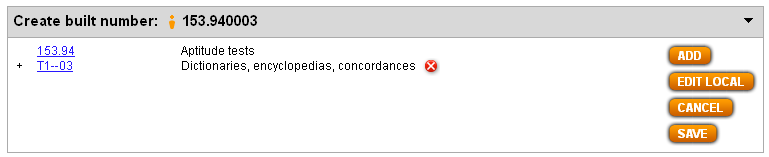 Create built number: 153.940003
153.94 Aptitude tests
+ T1--03 Dictionaries, encyclopedias, concordances
ADD
EDIT LOCAL
CANCEL
SAVE